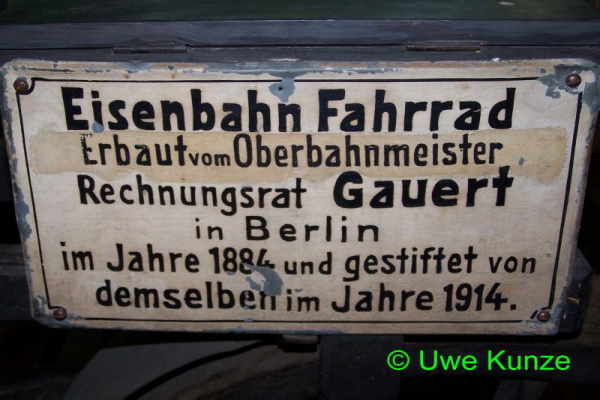 Eisenbahn Fahrrad
Erbaut vom Oberbahnmeister
Rechnungsrat Gauert
in Berlin
im Jahre 1884 und gestiftet von
demselben im Jahre 1914.
© Uwe Kunze